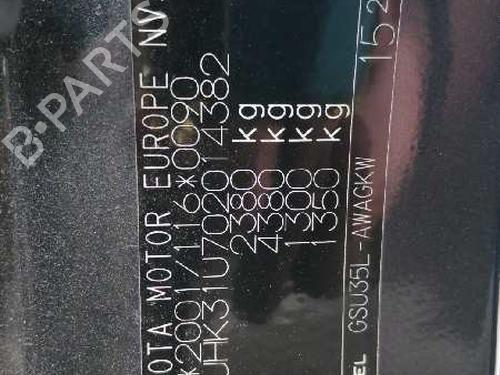 OTA MOTOR EUROPE NV
*2001/116*0090
JHK31U702014382
2380 kg
4380 kg
1300 kg
1350 kg
EL GSU35L-AWAGKW
152
B-PARTS